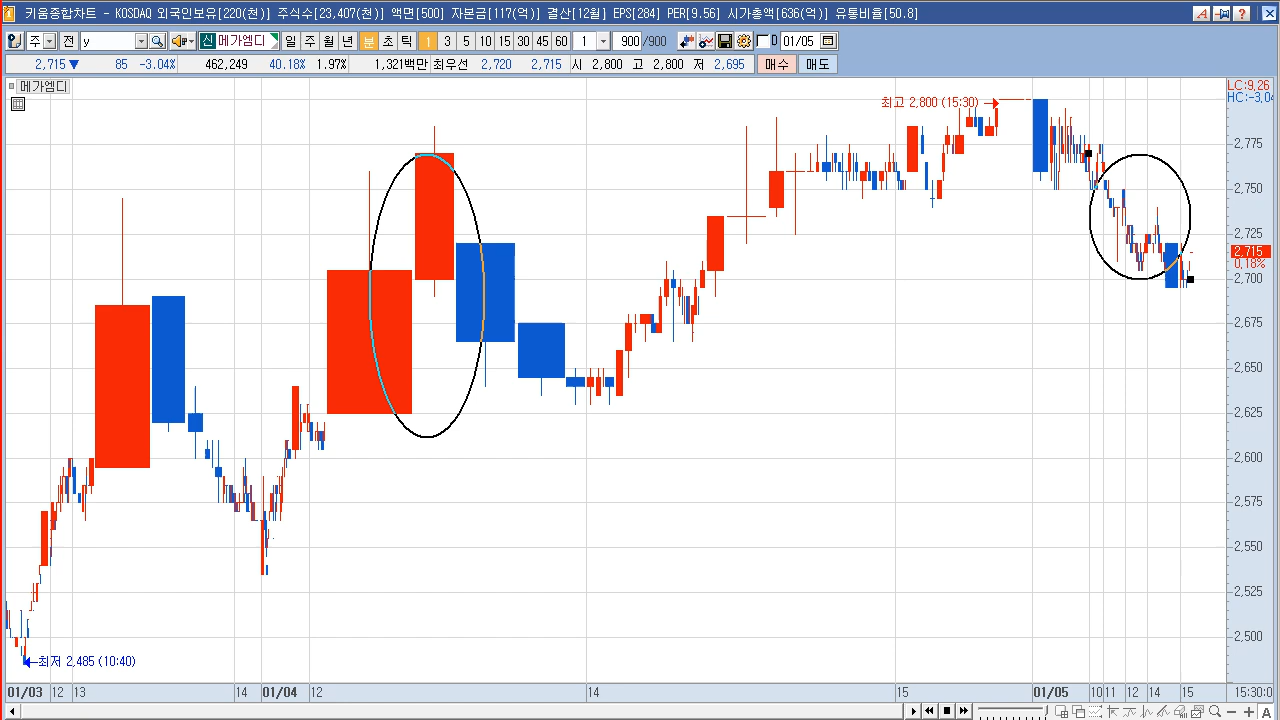 키움종합차트 - KOSDAQ 외국인보유[220(천)] 주식수[23,407(천)] 액면[500] 자본금[117(억)] 결산[12월] EPS[284] PER[9.56] 시가총액[636(억)] 유통비율[50.8]
주 전 y 신 메가엠디 일 주 월 년 분 초 틱 1 3 5 10 15 30 45 60 1 900 /900 D 01/05
2,715 ▼ 85 -3.04% 462,249 40.18% 1.97% 1,321백만 최우선 2,720 2,715 시 2,800 고 2,800 저 2,695 매수 매도
메가엠디
LC:9,26
HC:-3,04
최고 2,800 (15:30)
2,775
2,750
2,725
2,715
0,18%
2,700
2,675
2,650
2,625
2,600
2,575
2,550
2,525
2,500
최저 2,485 (10:40)
01/03 12 13 14 01/04 12 14 15 01/05 10 11 12 14 15 15:30:0
A